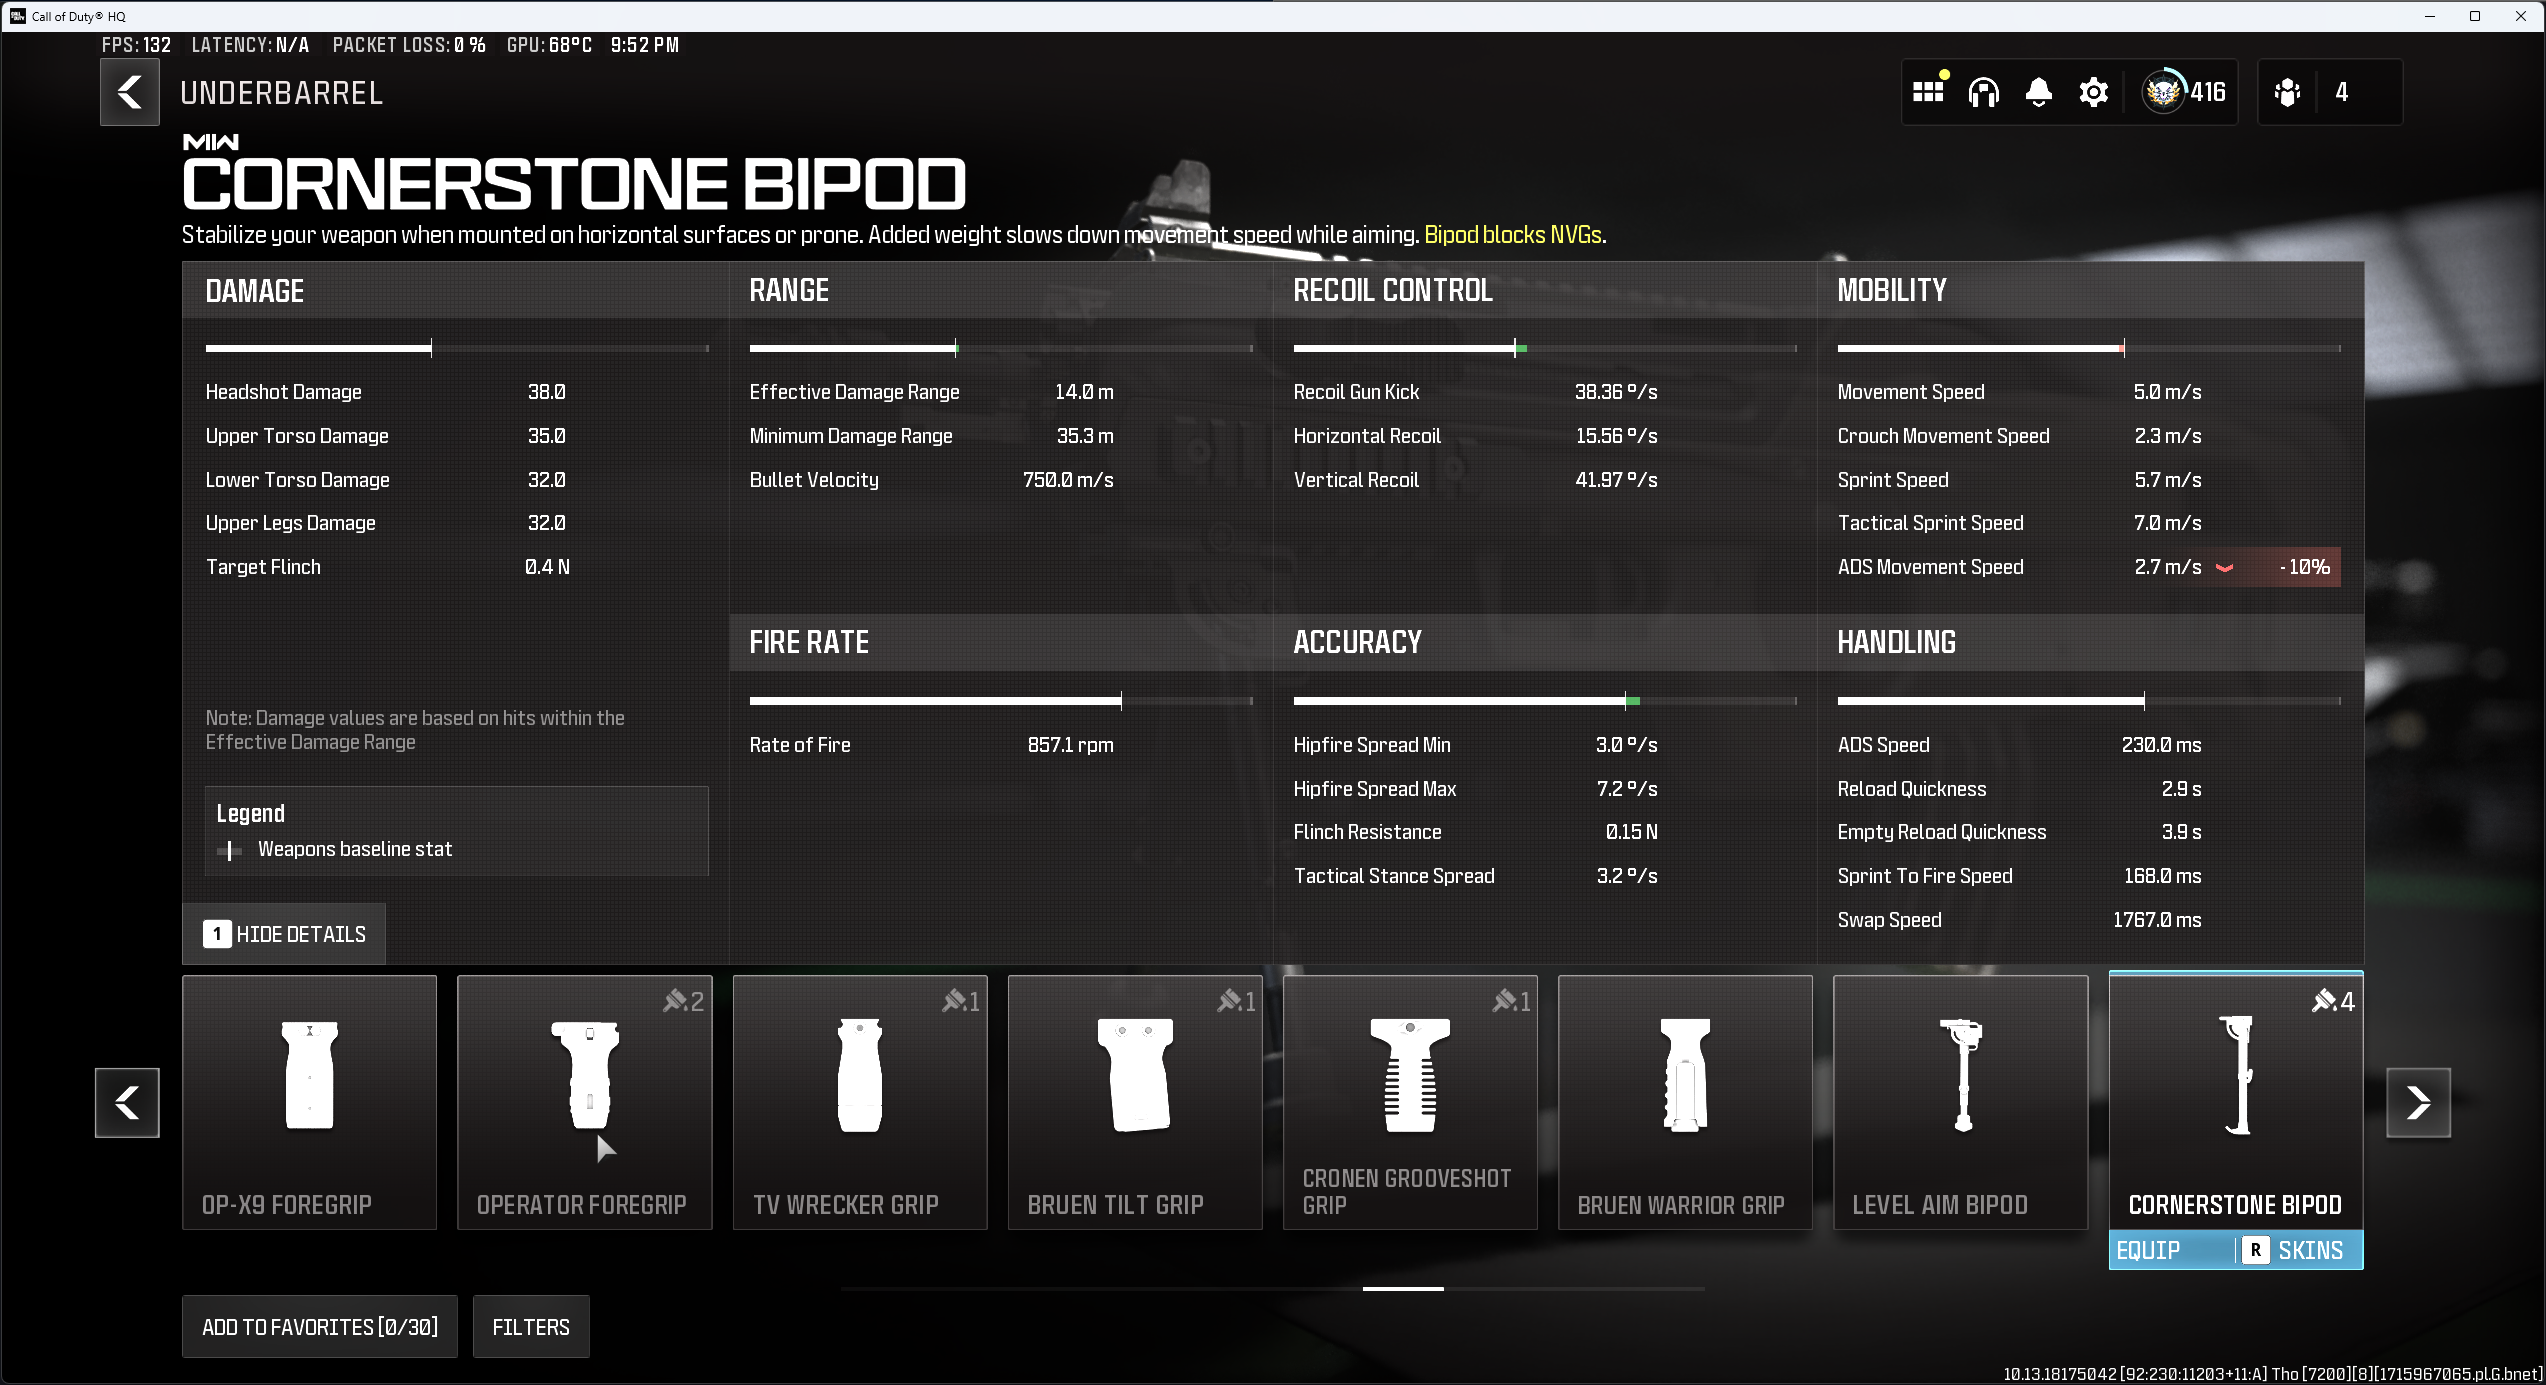 Call of Duty® HQ
FPS: 132 LATENCY: N/A PACKET LOSS: 0 % GPU: 68°C 9:52 PM
UNDERBARREL
416
4
MW
CORNERSTONE BIPOD
Stabilize your weapon when mounted on horizontal surfaces or prone. Added weight slows down movement speed while aiming. Bipod blocks NVGs.
DAMAGE
Headshot Damage 38.0
Upper Torso Damage 35.0
Lower Torso Damage 32.0
Upper Legs Damage 32.0
Target Flinch 0.4 N
Note: Damage values are based on hits within the
Effective Damage Range
Legend
Weapons baseline stat
1 HIDE DETAILS
RANGE
Effective Damage Range 14.0 m
Minimum Damage Range 35.3 m
Bullet Velocity 750.0 m/s
FIRE RATE
Rate of Fire 857.1 rpm
RECOIL CONTROL
Recoil Gun Kick 38.36 º/s
Horizontal Recoil 15.56 º/s
Vertical Recoil 41.97 º/s
ACCURACY
Hipfire Spread Min 3.0 º/s
Hipfire Spread Max 7.2 º/s
Flinch Resistance 0.15 N
Tactical Stance Spread 3.2 º/s
MOBILITY
Movement Speed 5.0 m/s
Crouch Movement Speed 2.3 m/s
Sprint Speed 5.7 m/s
Tactical Sprint Speed 7.0 m/s
ADS Movement Speed 2.7 m/s -10%
HANDLING
ADS Speed 230.0 ms
Reload Quickness 2.9 s
Empty Reload Quickness 3.9 s
Sprint To Fire Speed 168.0 ms
Swap Speed 1767.0 ms
OP-X9 FOREGRIP
2
OPERATOR FOREGRIP
1
TV WRECKER GRIP
1
BRUEN TILT GRIP
1
CRONEN GROOVESHOT
GRIP
BRUEN WARRIOR GRIP
LEVEL AIM BIPOD
4
CORNERSTONE BIPOD
EQUIP R SKINS
ADD TO FAVORITES [0/30]
FILTERS
10.13.18175042 [92:230:11203+11:A] Tho [7200][8][1715967065.pl.G.bnet]